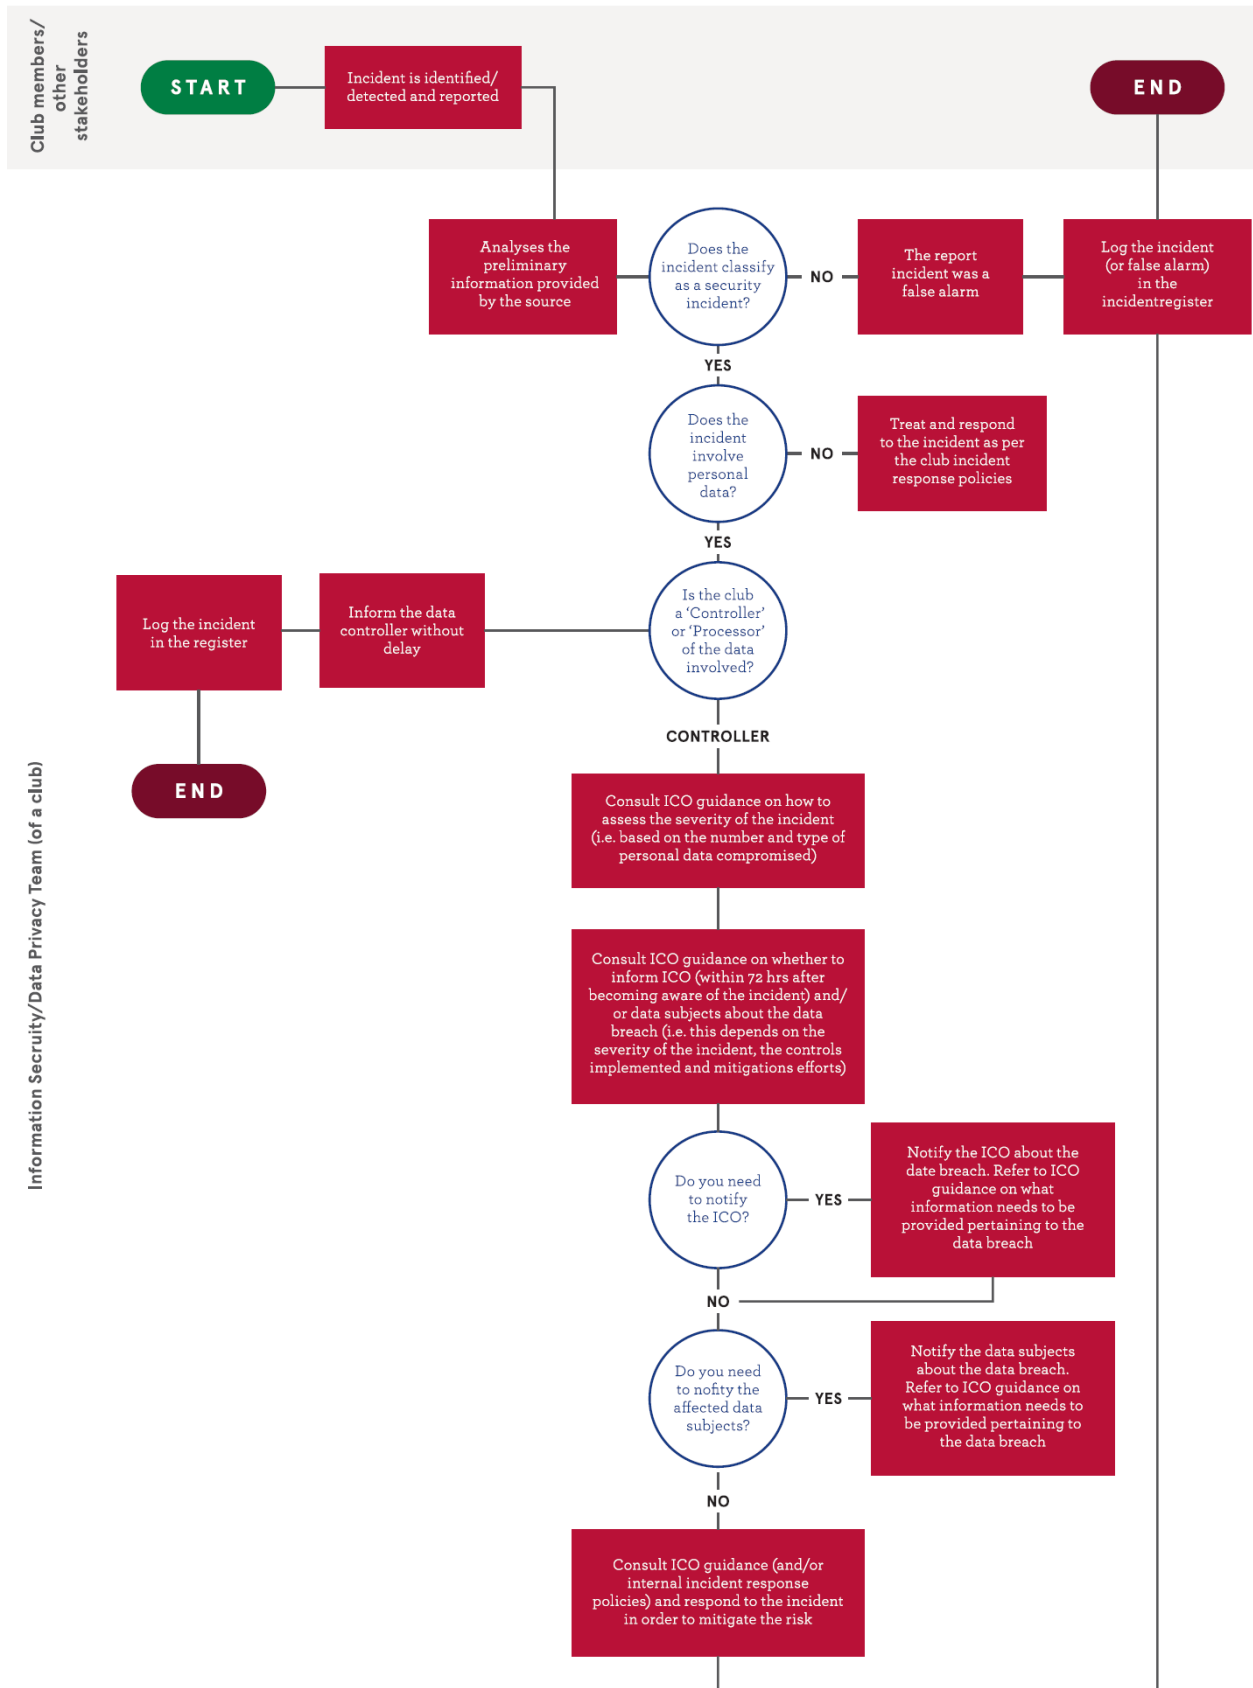 Club members/
other
stakeholders
START
Incident is identified/
detected and reported
END
Analyses the
preliminary
information provided
by the source
Does the
incident classify
as a security
incident?
NO
The report
incident was a
false alarm
Log the incident
(or false alarm)
in the
incidentregister
YES
Does the
incident
involve
personal
data?
NO
Treat and respond
to the incident as per
the club incident
response policies
YES
Is the club
a ‘Controller’
or ‘Processor’
of the data
involved?
Inform the data
controller without
delay
Log the incident
in the register
END
CONTROLLER
Information Secruity/Data Privacy Team (of a club)
Consult ICO guidance on how to
assess the severity of the incident
(i.e. based on the number and type of
personal data compromised)
Consult ICO guidance on whether to
inform ICO (within 72 hrs after
becoming aware of the incident) and/
or data subjects about the data
breach (i.e. this depends on the
severity of the incident, the controls
implemented and mitigations efforts)
Do you need
to notify
the ICO?
YES
Notify the ICO about the
date breach. Refer to ICO
guidance on what
information needs to be
provided pertaining to the
data breach
NO
Do you need
to nofity the
affected data
subjects?
YES
Notify the data subjects
about the data breach.
Refer to ICO guidance on
what information needs to
be provided pertaining to
the data breach
NO
Consult ICO guidance (and/or
internal incident response
policies) and respond to the incident
in order to mitigate the risk